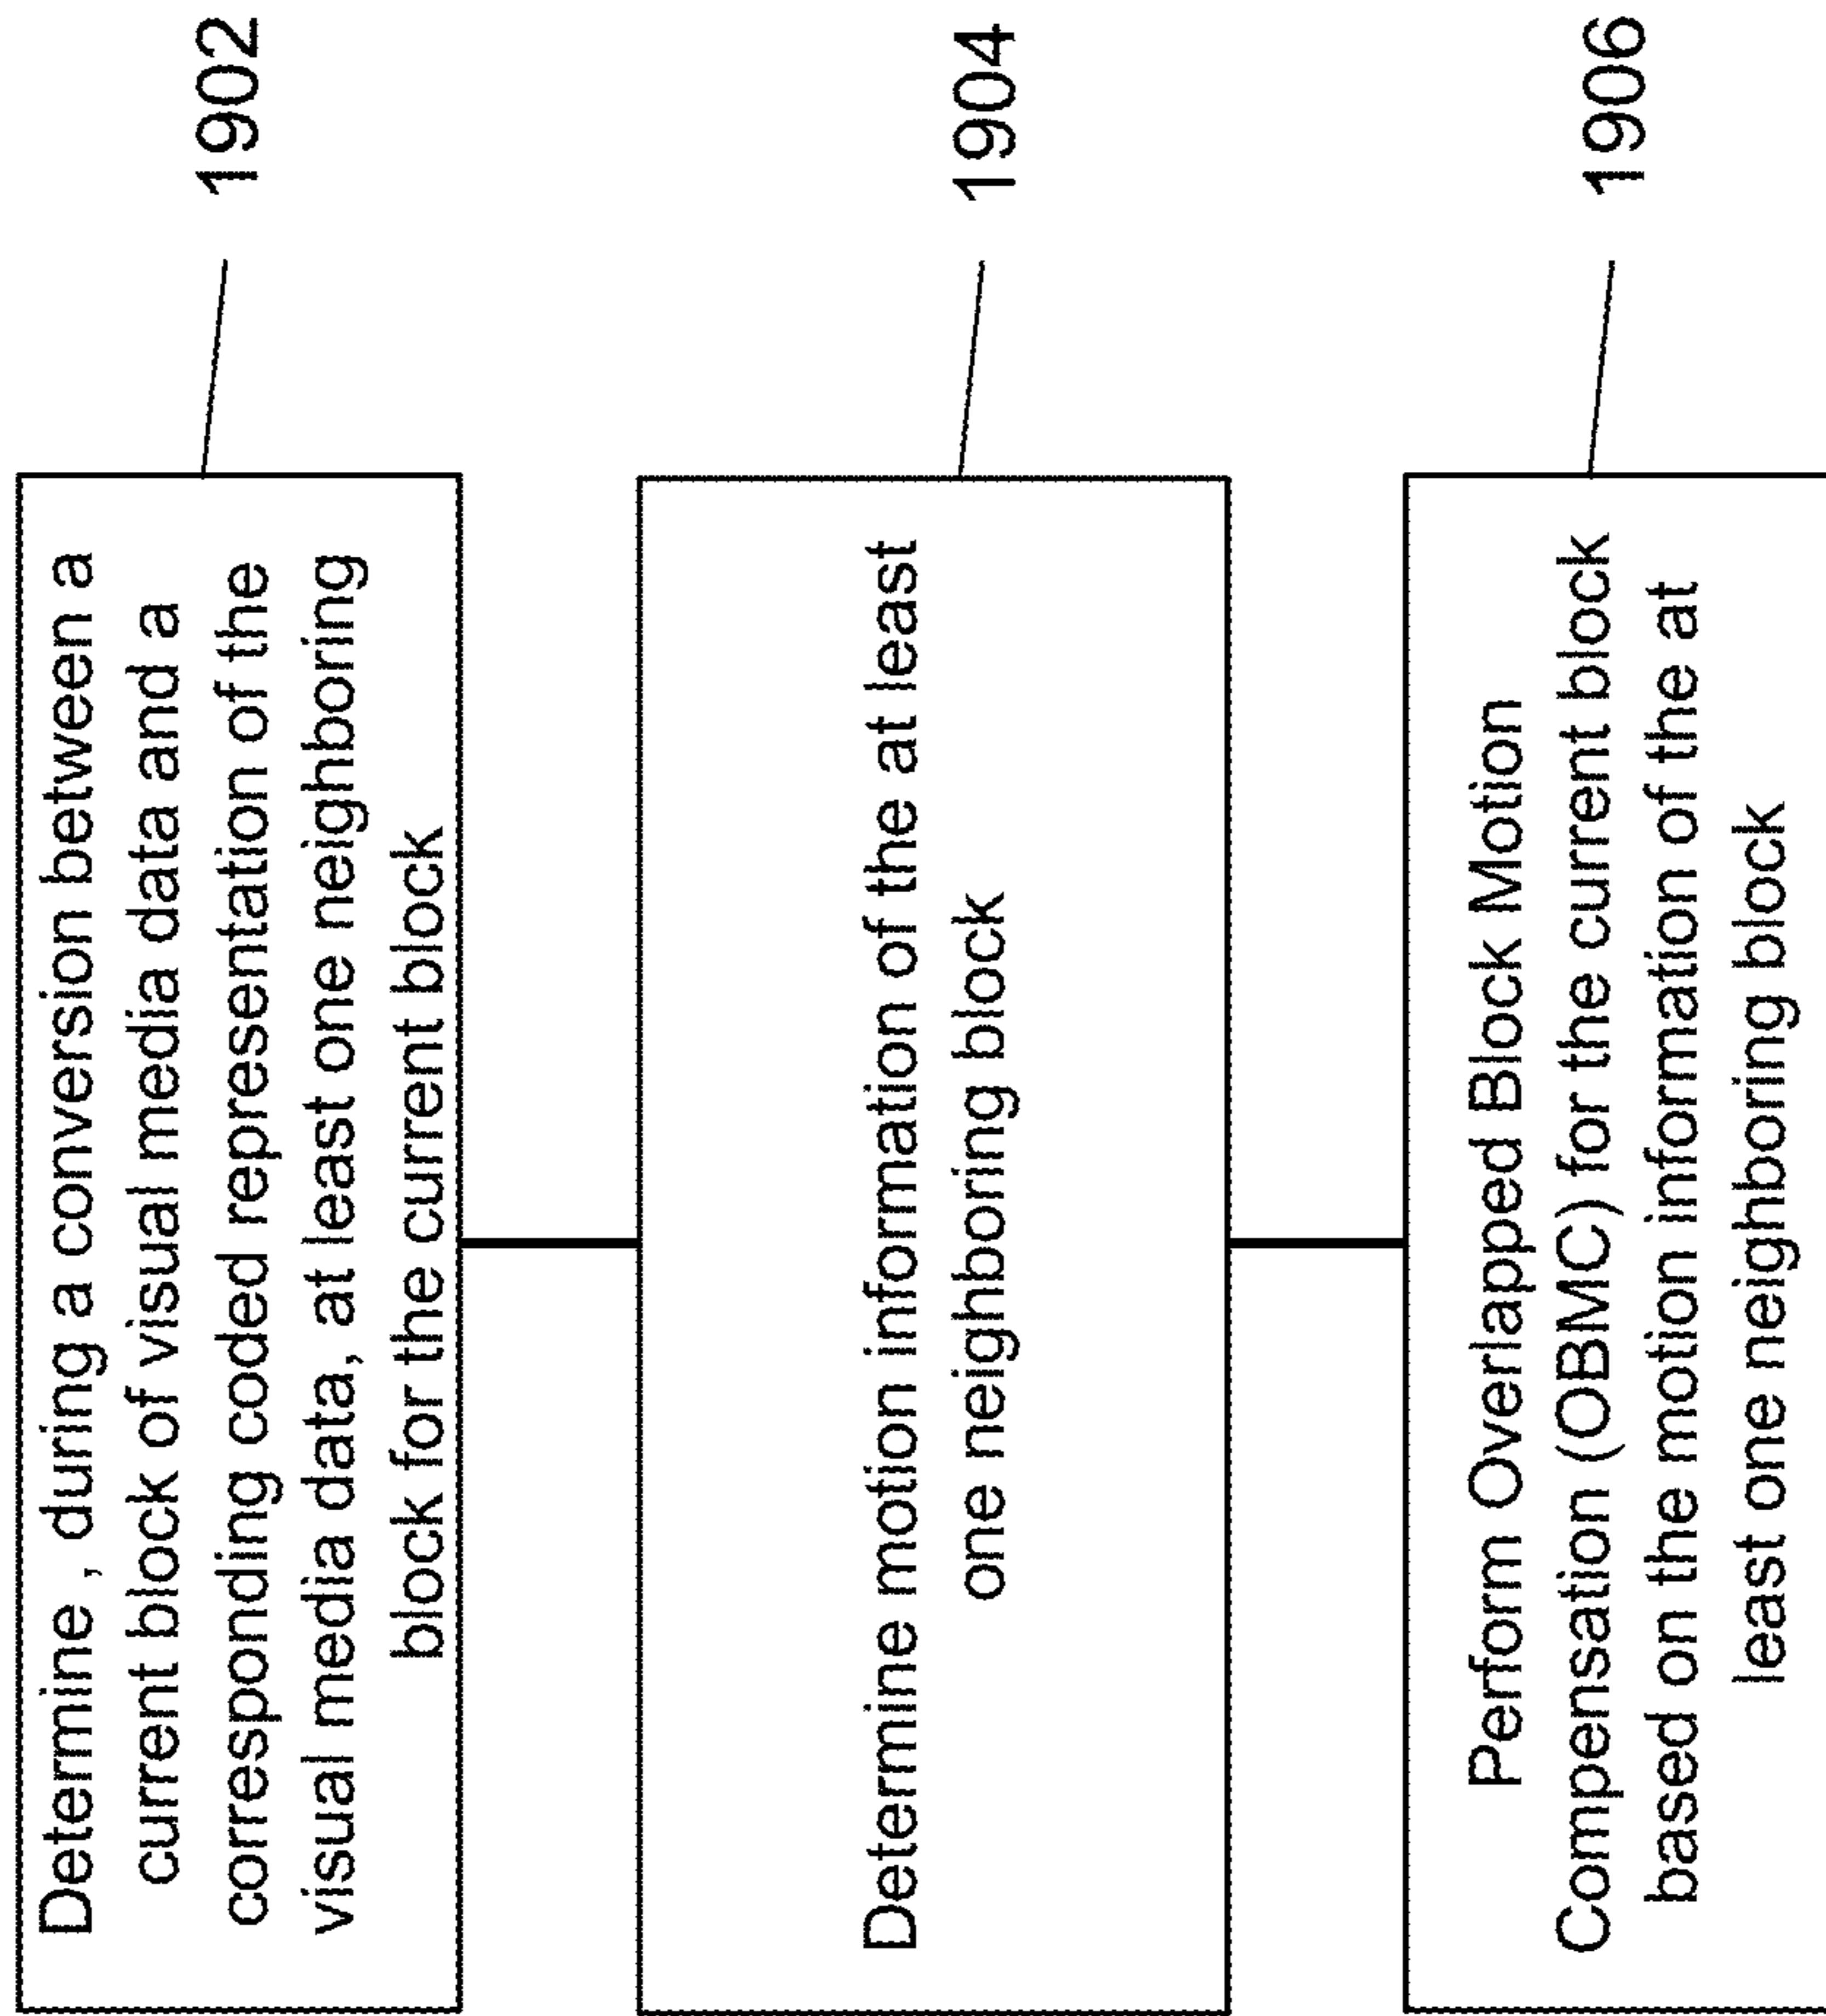 Determine , during a conversion between a
current block of visual media data and a
corresponding coded representation of the
visual media data, at least one neighboring
block for the current block
1902
Determine motion information of the at least
one neighboring block
1904
Perform Overlapped Block Motion
Compensation (OBMC) for the current block
based on the motion information of the at
least one neighboring block
1906